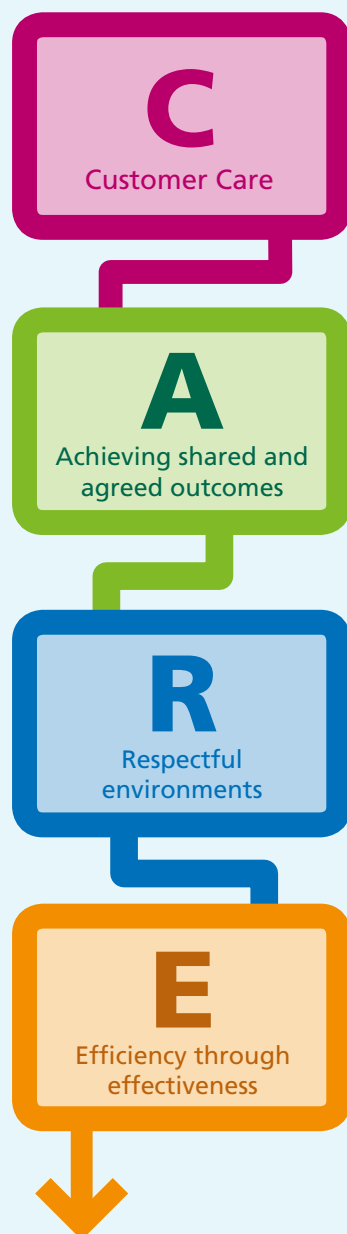 C
Customer Care
A
Achieving shared and
agreed outcomes
R
Respectful
environments
E
Efficiency through
effectiveness